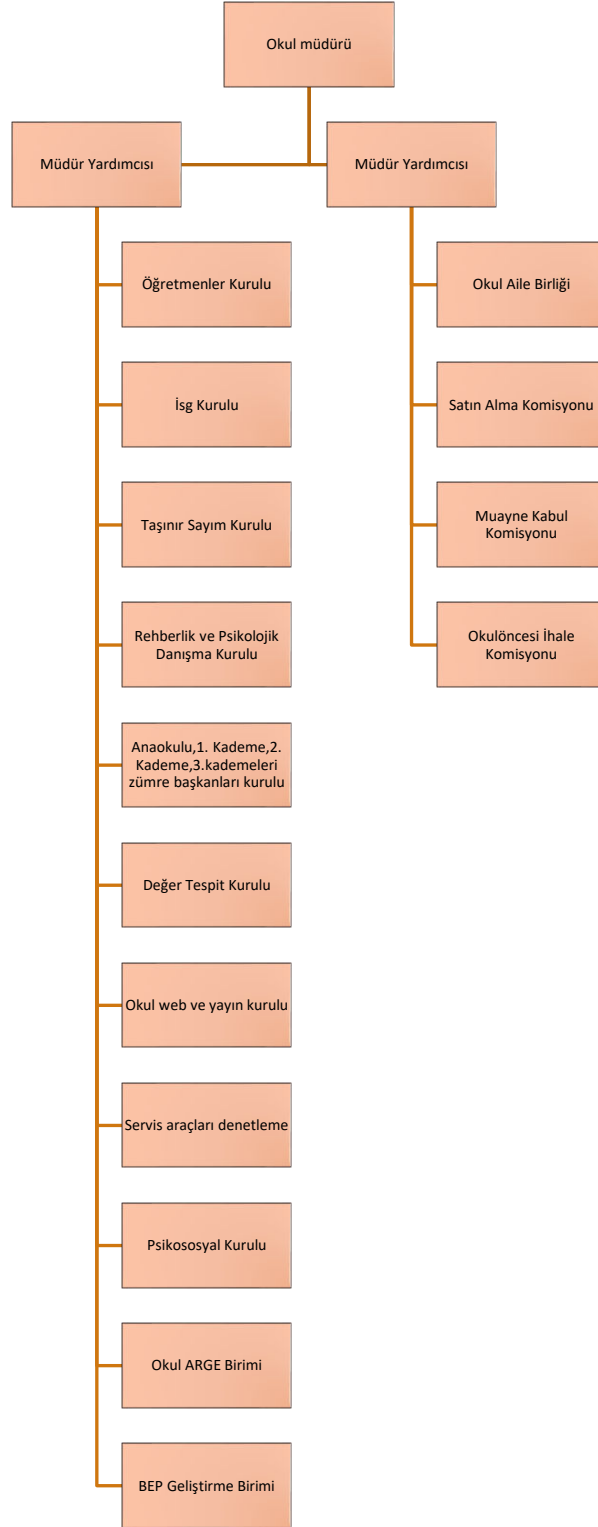 Okul müdürü
Müdür Yardımcısı
Müdür Yardımcısı
Öğretmenler Kurulu
İsg Kurulu
Taşınır Sayım Kurulu
Rehberlik ve Psikolojik
Danışma Kurulu
Anaokulu,1. Kademe,2.
Kademe,3.kademeleri
zümre başkanları kurulu
Değer Tespit Kurulu
Okul web ve yayın kurulu
Servis araçları denetleme
Psikososyal Kurulu
Okul ARGE Birimi
BEP Geliştirme Birimi
Okul Aile Birliği
Satın Alma Komisyonu
Muayne Kabul
Komisyonu
Okulöncesi İhale
Komisyonu